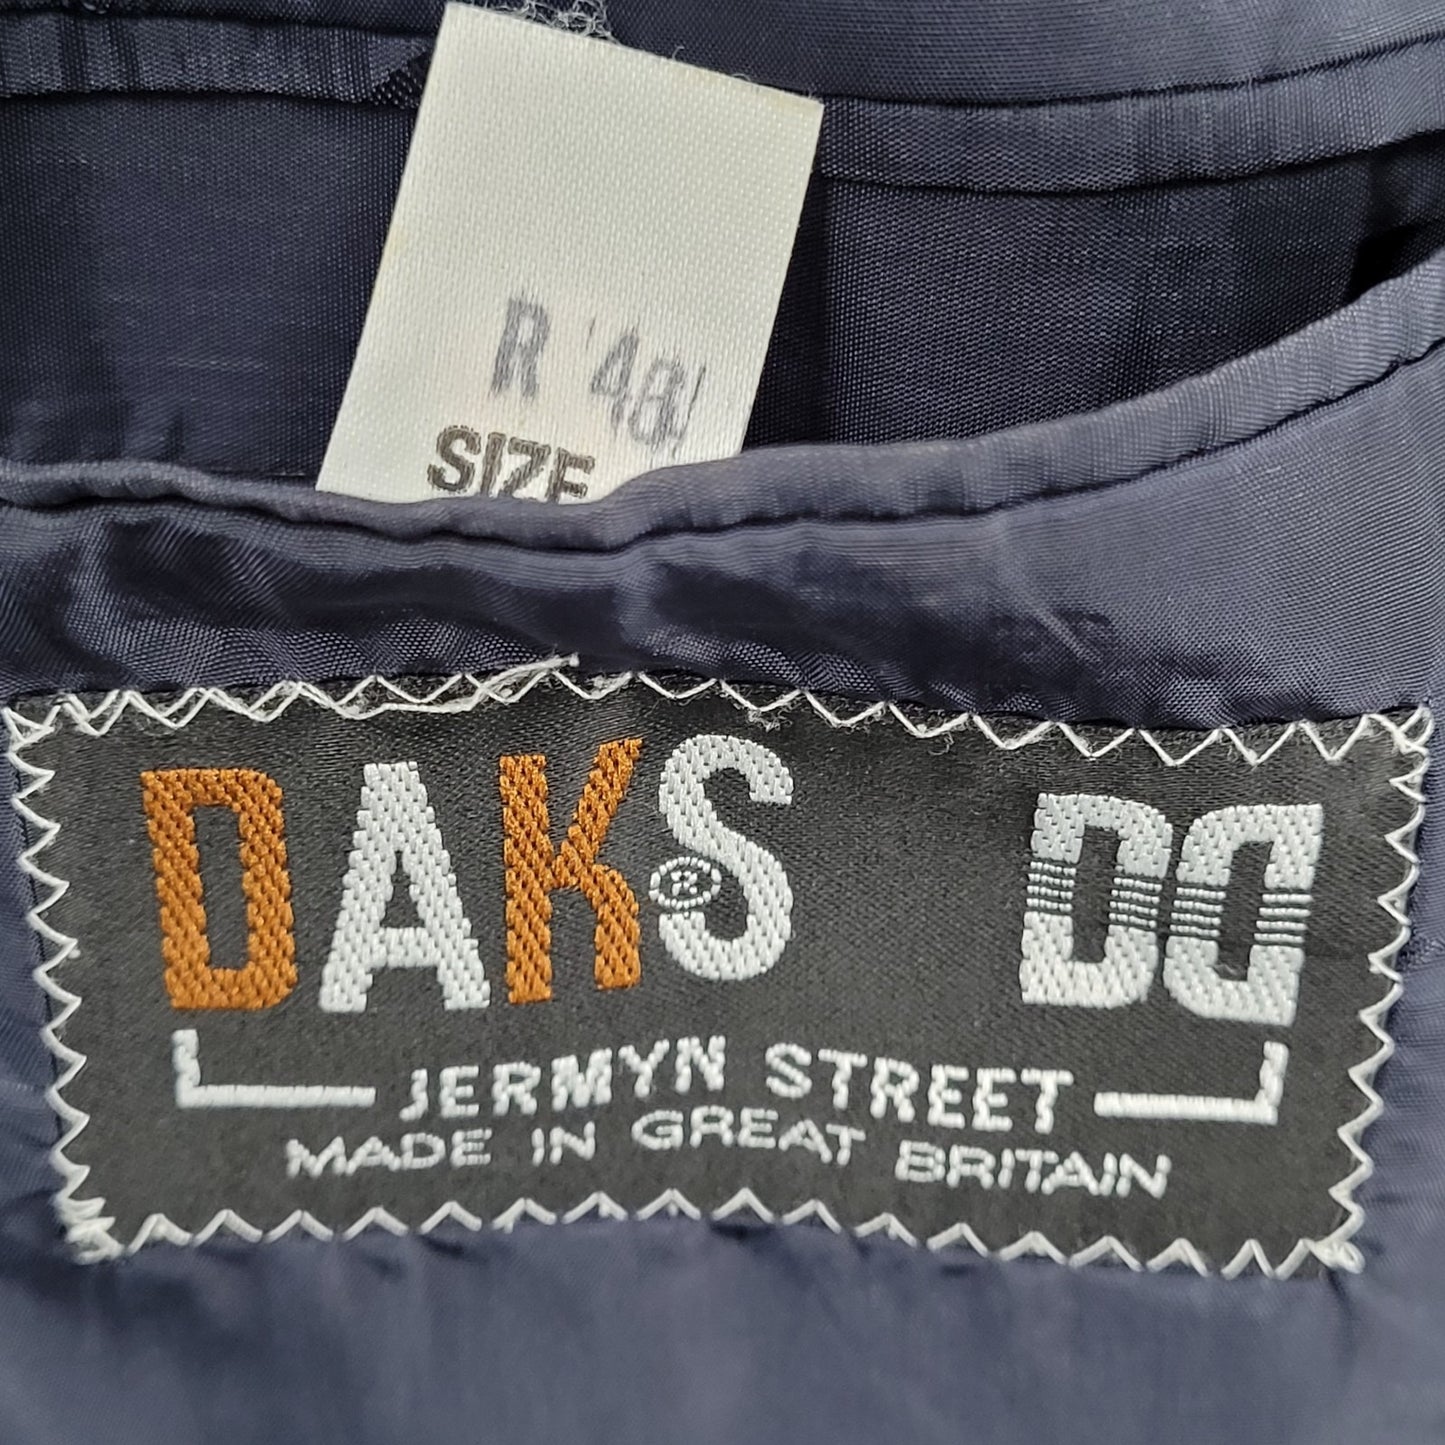 R 48
SIZE
DAKS® DD
JERMYN STREET
MADE IN GREAT BRITAIN